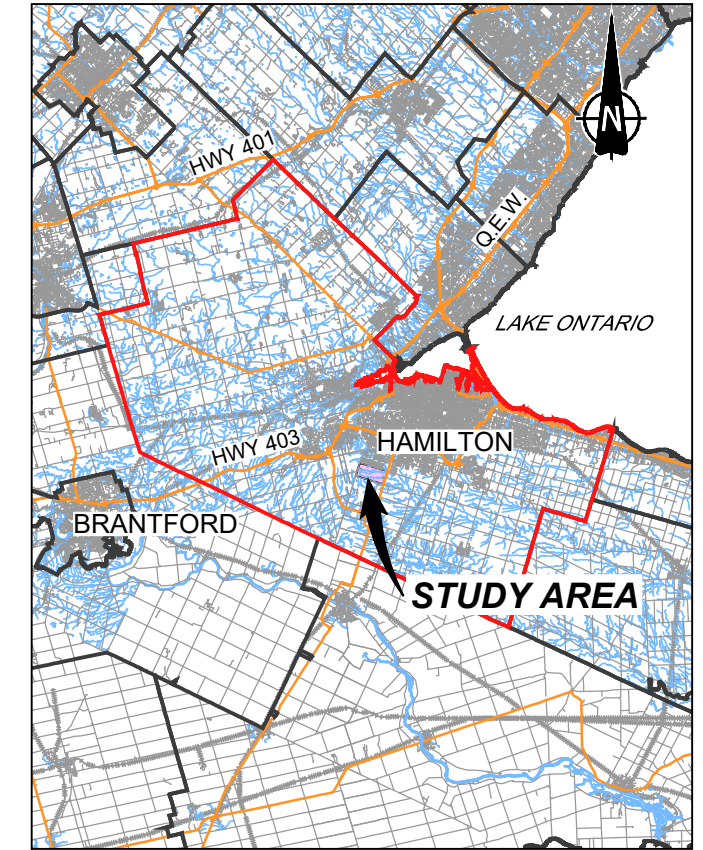 N
HWY 401
Q.E.W.
LAKE ONTARIO
HWY 403
HAMILTON
BRANTFORD
STUDY AREA